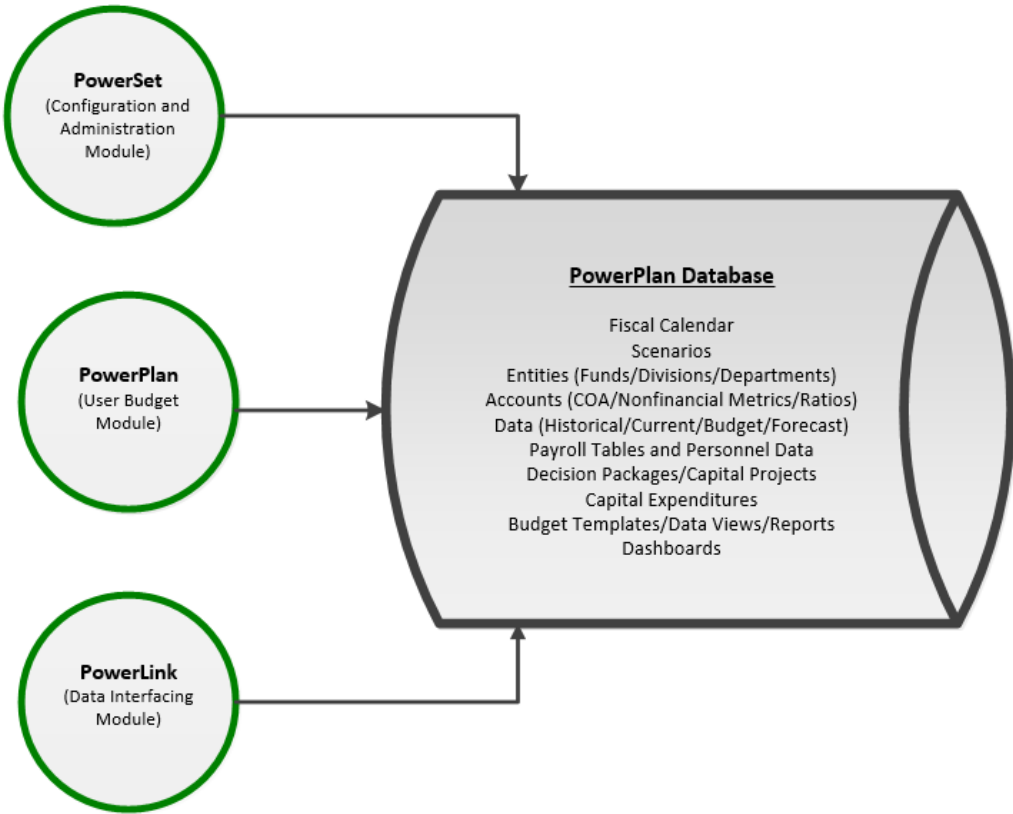 PowerSet
(Configuration and
Administration
Module)
PowerPlan
(User Budget
Module)
PowerLink
(Data Interfacing
Module)
PowerPlan Database
Fiscal Calendar
Scenarios
Entities (Funds/Divisions/Departments)
Accounts (COA/Nonfinancial Metrics/Ratios)
Data (Historical/Current/Budget/Forecast)
Payroll Tables and Personnel Data
Decision Packages/Capital Projects
Capital Expenditures
Budget Templates/Data Views/Reports
Dashboards